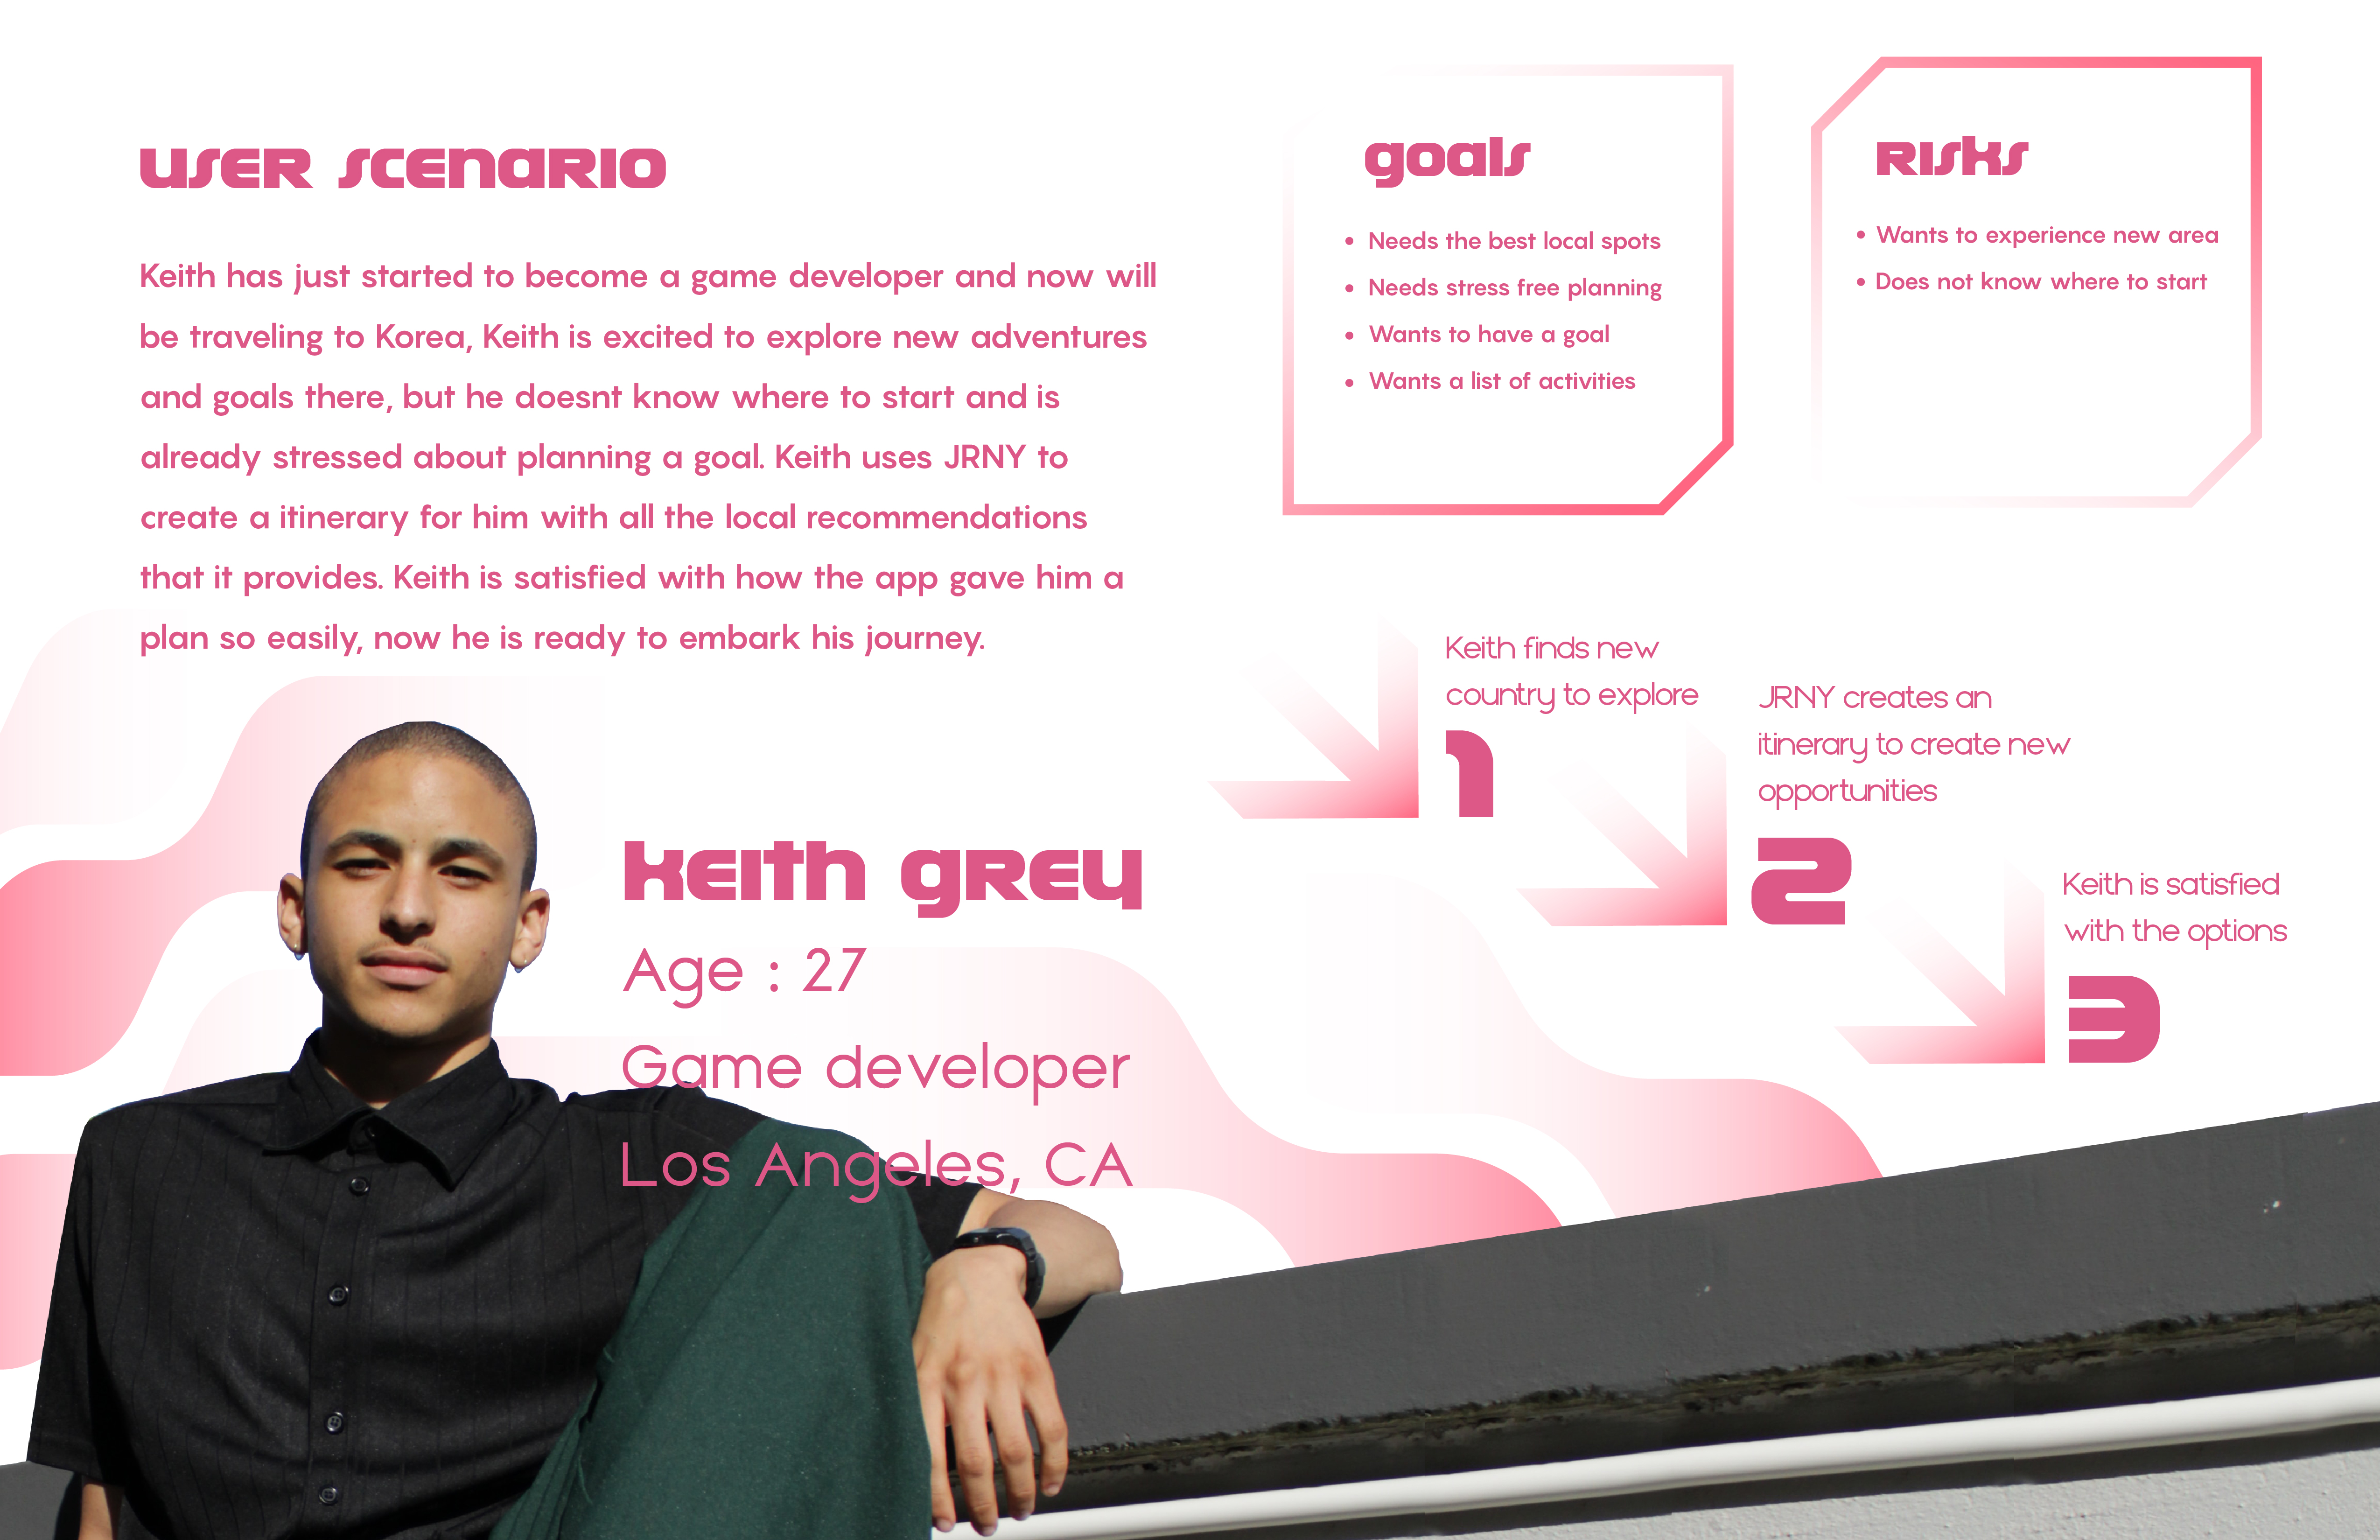 USER SCENARIO
Keith has just started to become a game developer and now will
be traveling to Korea, Keith is excited to explore new adventures
and goals there, but he doesnt know where to start and is
already stressed about planning a goal. Keith uses JRNY to
create a itinerary for him with all the local recommendations
that it provides. Keith is satisfied with how the app gave him a
plan so easily, now he is ready to embark his journey.
goals
• Needs the best local spots
• Needs stress free planning
• Wants to have a goal
• Wants a list of activities
Risks
• Wants to experience new area
• Does not know where to start
Keith finds new
country to explore
1
JRNY creates an
itinerary to create new
opportunities
2
Keith is satisfied
with the options
3
keith grey
Age : 27
Game developer
Los Angeles, CA